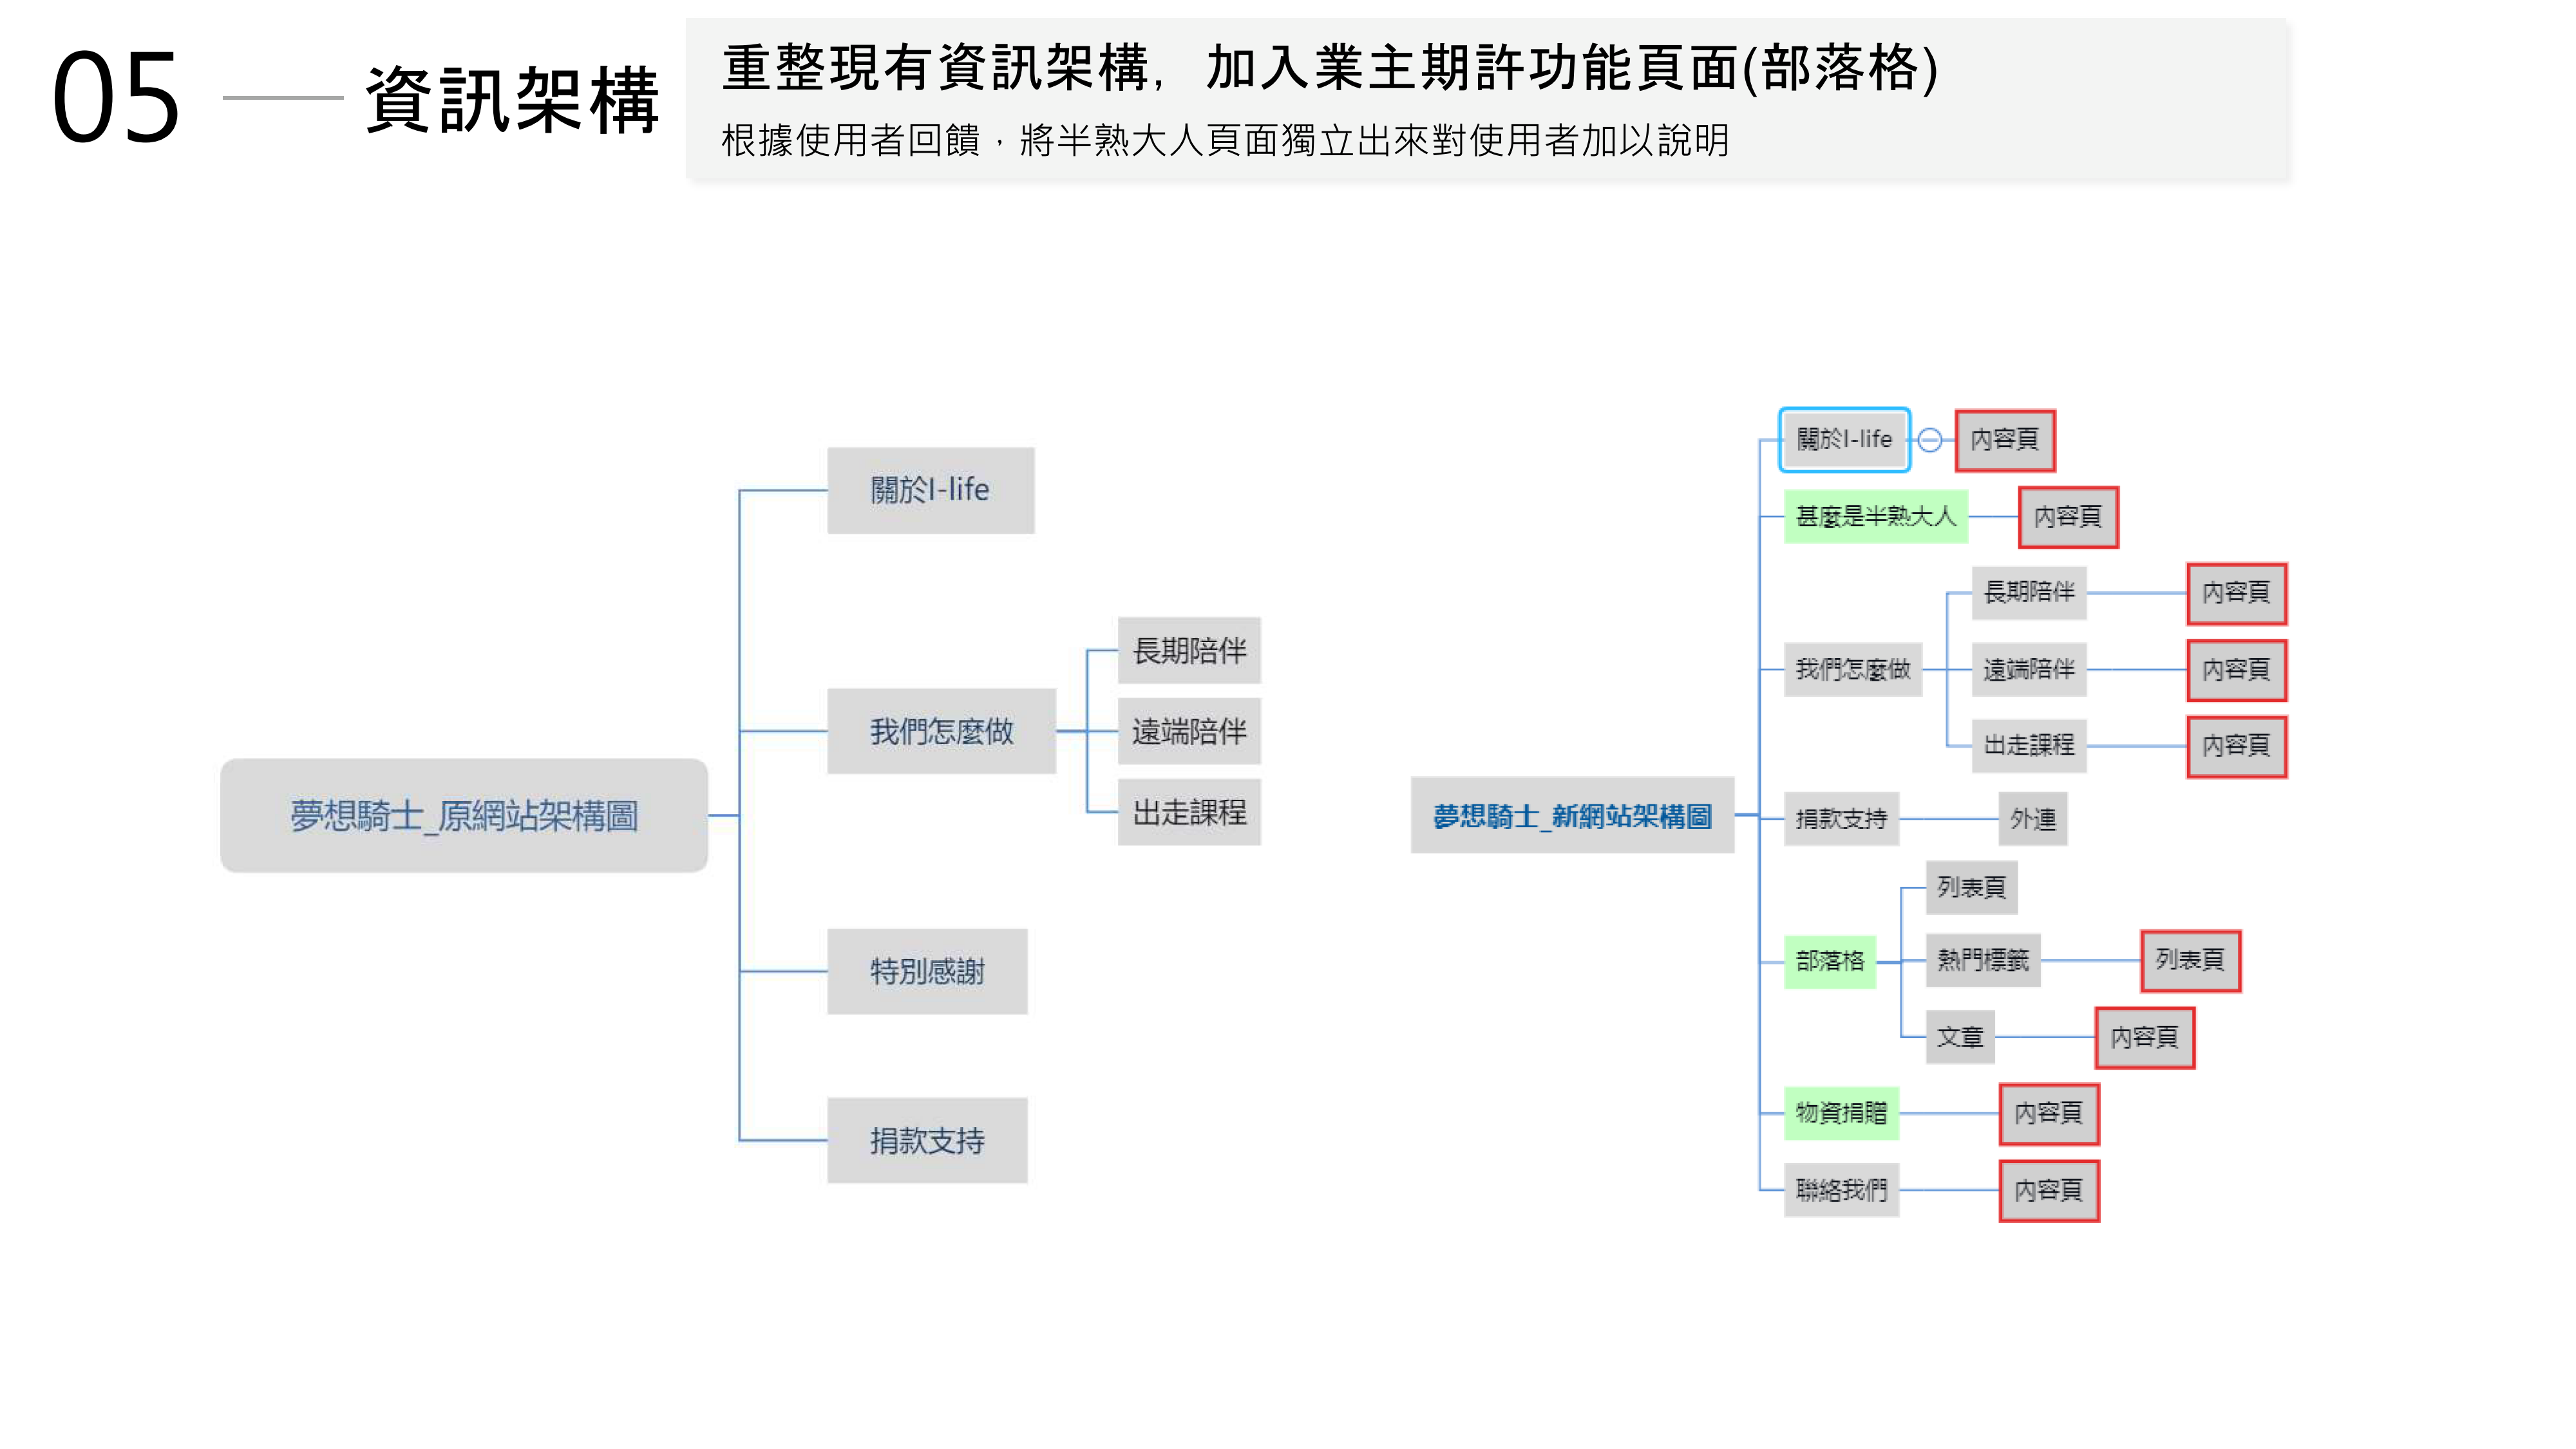 05
資訊架構
重整現有資訊架構, 加入業主期許功能頁面(部落格)
根據使用者回饋，將半熟大人頁面獨立出來對使用者加以說明
夢想騎士_原網站架構圖
關於I-life
我們怎麼做
長期陪伴
遠端陪伴
出走課程
特別感謝
捐款支持
夢想騎士_新網站架構圖
關於I-life
內容頁
甚麼是半熟大人
內容頁
我們怎麼做
長期陪伴
內容頁
遠端陪伴
內容頁
出走課程
內容頁
捐款支持
外連
部落格
列表頁
熱門標籤
列表頁
文章
內容頁
物資捐贈
內容頁
聯絡我們
內容頁